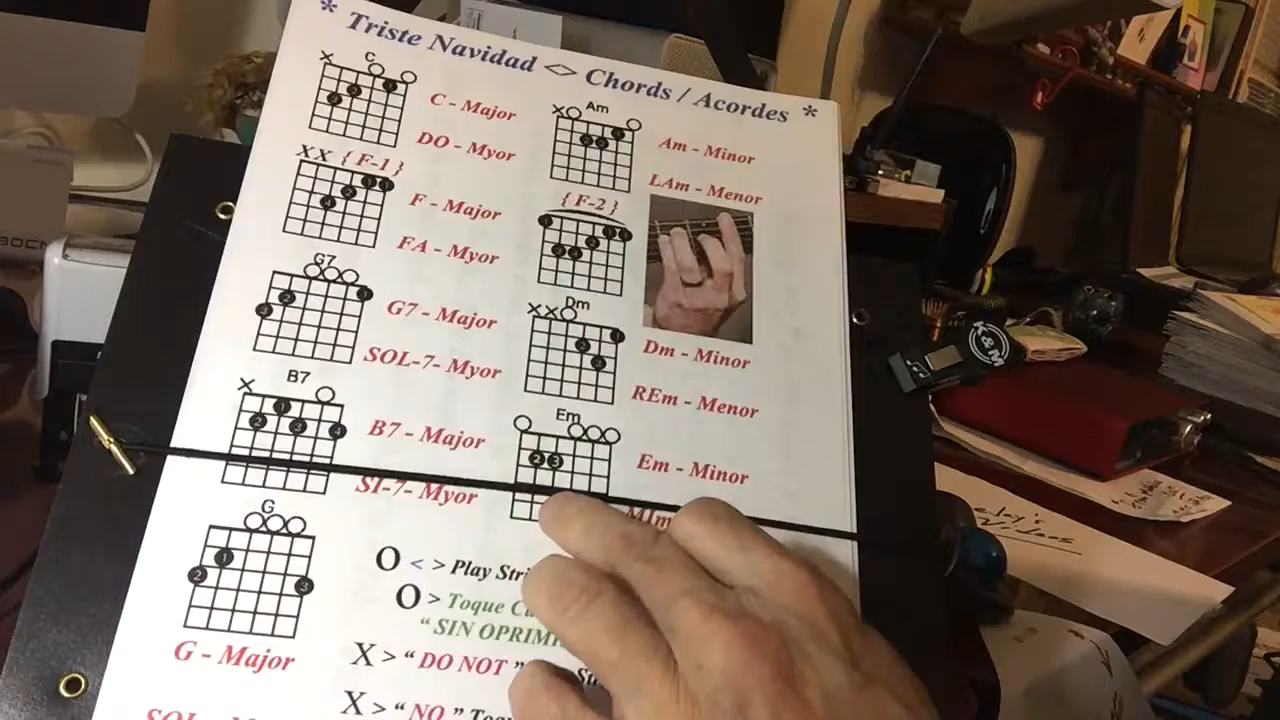 * Triste Navidad <> Chords / Acordes *
X C
C - Major
DO - Myor
X Am
Am - Minor
LAm - Menor
XX { F-1 }
F - Major
FA - Myor
{ F-2 }
G7
G7 - Major
SOL-7- Myor
XX Dm
Dm - Minor
REm - Menor
X B7
B7 - Major
SI-7- Myor
Em
Em - Minor
G
G - Major
O < > Play
O > Toque
" SIN
X > " DO NOT "
X > " NO "
K&M